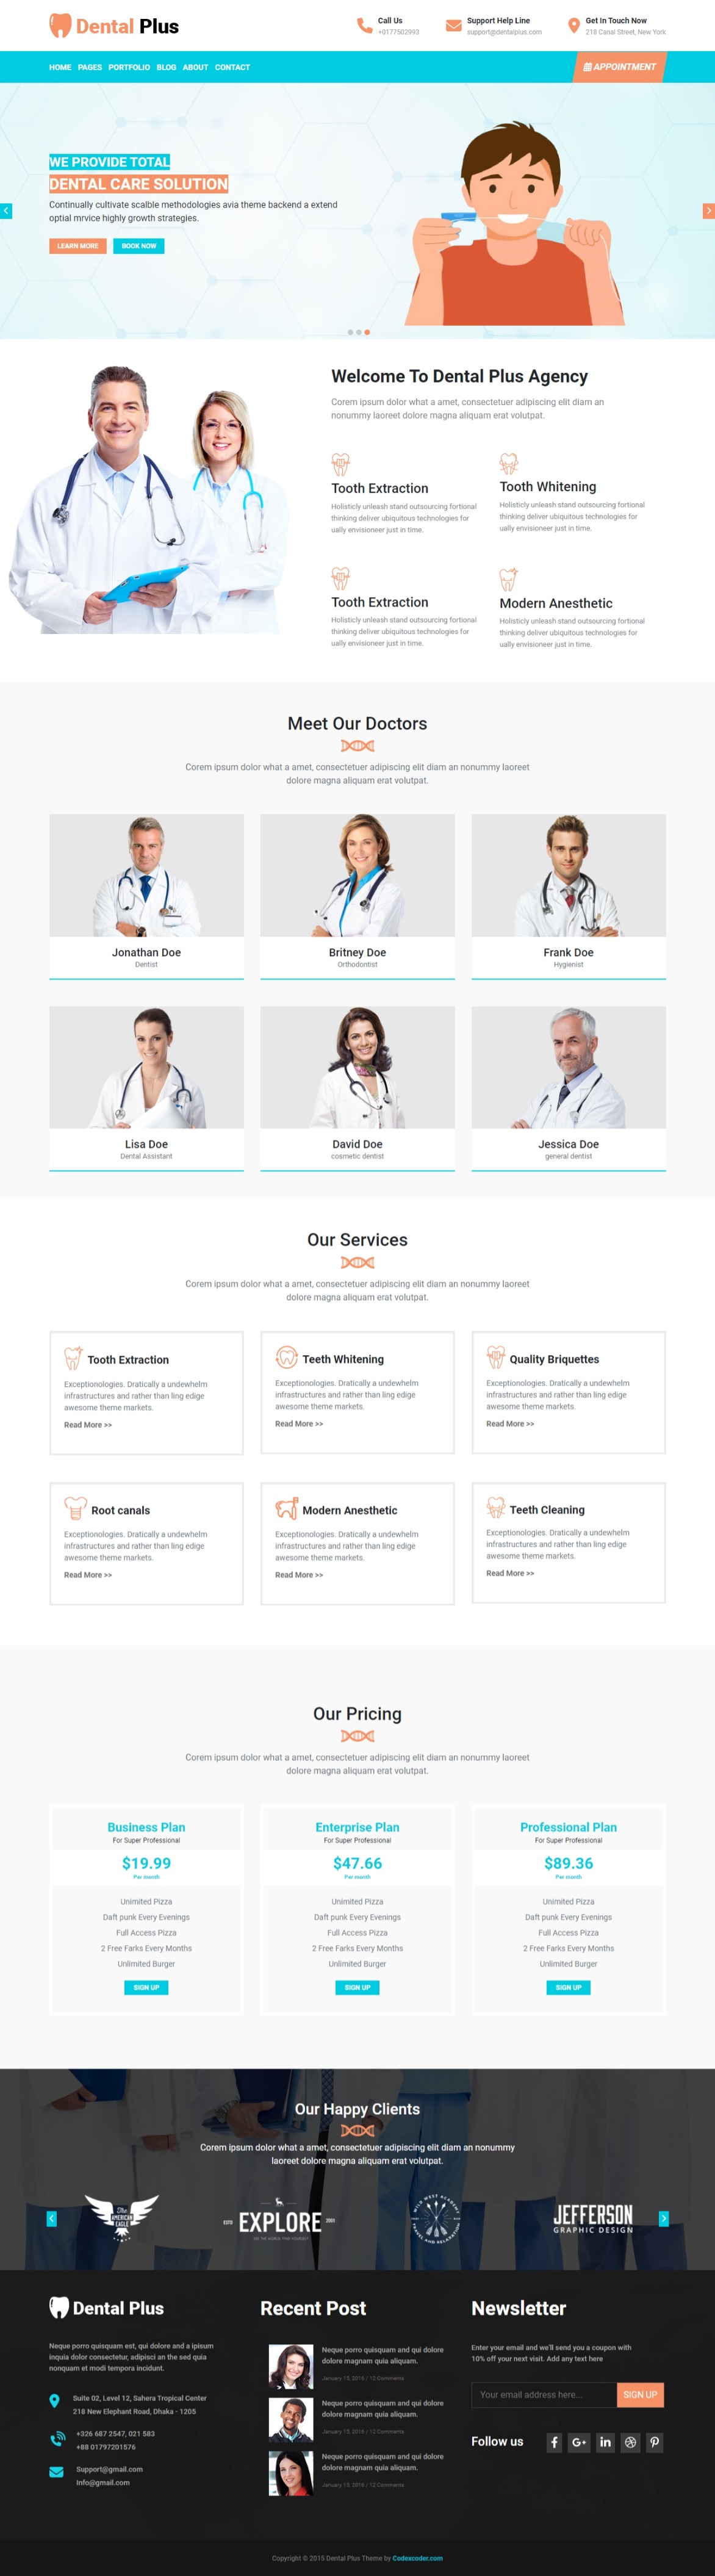 Dental Plus
Call Us
+0177502993
Support Help Line
support@dentalplus.com
Get In Touch Now
218 Canal Street, New York
HOME PAGES PORTFOLIO BLOG ABOUT CONTACT
APPOINTMENT
WE PROVIDE TOTAL
DENTAL CARE SOLUTION
Continually cultivate scalble methodologies avia theme backend a extend
optial mrvice highly growth strategies.
LEARN MORE
BOOK NOW
Welcome To Dental Plus Agency
Corem ipsum dolor what a amet, consectetuer adipiscing elit diam an
nonummy laoreet dolore magna aliquam erat volutpat.
Tooth Extraction
Holisticly unleash stand outsourcing fortional
thinking deliver ubiquitous technologies for
ually envisioneer just in time.
Tooth Whitening
Holisticly unleash stand outsourcing fortional
thinking deliver ubiquitous technologies for
ually envisioneer just in time.
Tooth Extraction
Holisticly unleash stand outsourcing fortional
thinking deliver ubiquitous technologies for
ually envisioneer just in time.
Modern Anesthetic
Holisticly unleash stand outsourcing fortional
thinking deliver ubiquitous technologies for
ually envisioneer just in time.
Meet Our Doctors
Corem ipsum dolor what a amet, consectetuer adipiscing elit diam an nonummy laoreet
dolore magna aliquam erat volutpat.
Jonathan Doe
Dentist
Britney Doe
Orthodontist
Frank Doe
Hygienist
Lisa Doe
Dental Assistant
David Doe
cosmetic dentist
Jessica Doe
general dentist
Our Services
Corem ipsum dolor what a amet, consectetuer adipiscing elit diam an nonummy laoreet
dolore magna aliquam erat volutpat.
Tooth Extraction
Exceptionologies. Dratically a undewhelm
infrastructures and rather than ling edige
awesome theme markets.
Read More >>
Teeth Whitening
Exceptionologies. Dratically a undewhelm
infrastructures and rather than ling edige
awesome theme markets.
Read More >>
Quality Briquettes
Exceptionologies. Dratically a undewhelm
infrastructures and rather than ling edige
awesome theme markets.
Read More >>
Root canals
Exceptionologies. Dratically a undewhelm
infrastructures and rather than ling edige
awesome theme markets.
Read More >>
Modern Anesthetic
Exceptionologies. Dratically a undewhelm
infrastructures and rather than ling edige
awesome theme markets.
Read More >>
Teeth Cleaning
Exceptionologies. Dratically a undewhelm
infrastructures and rather than ling edige
awesome theme markets.
Read More >>
Our Pricing
Corem ipsum dolor what a amet, consectetuer adipiscing elit diam an nonummy laoreet
dolore magna aliquam erat volutpat.
Business Plan
For Super Professional
$19.99
Per month
Unimited Pizza
Daft punk Every Evenings
Full Access Pizza
2 Free Farks Every Months
Unlimited Burger
SIGN UP
Enterprise Plan
For Super Professional
$47.66
Per month
Unimited Pizza
Daft punk Every Evenings
Full Access Pizza
2 Free Farks Every Months
Unlimited Burger
SIGN UP
Professional Plan
For Super Professional
$89.36
Per month
Unimited Pizza
Daft punk Every Evenings
Full Access Pizza
2 Free Farks Every Months
Unlimited Burger
SIGN UP
Our Happy Clients
Corem ipsum dolor what a amet, consectetuer adipiscing elit diam an nonummy
laoreet dolore magna aliquam erat volutpat.
The
AMERICAN
EAGLE
ESTD EXPLORE 2003
WILD WEST ACADEMY
JEFFERSON
GRAPHIC DESIGN
Dental Plus
Neque porro quisquam est, qui dolore and a ipisum
inquia dolor consectetur, adipisci an the sed quia
nonquam et modi tempora incidunt.
Suite 02, Level 12, Sahera Tropical Center
218 New Elephant Road, Dhaka - 1205
+326 687 2547, 021 583
+88 01797201576
Support@gmail.com
Info@gmail.com
Recent Post
Neque porro quisquam and qui dolore
dolore magnam quia aliquam.
January 15, 2016 / 12 Comments
Neque porro quisquam and qui dolore
dolore magnam quia aliquam.
January 15, 2016 / 12 Comments
Neque porro quisquam and qui dolore
dolore magnam quia aliquam.
January 15, 2016 / 12 Comments
Newsletter
Enter your email and we'll send you a coupon with
10% off your next visit. Add any text here
Your email address here...
SIGN UP
Follow us
Copyright © 2015 Dental Plus Theme by Codexcoder.com